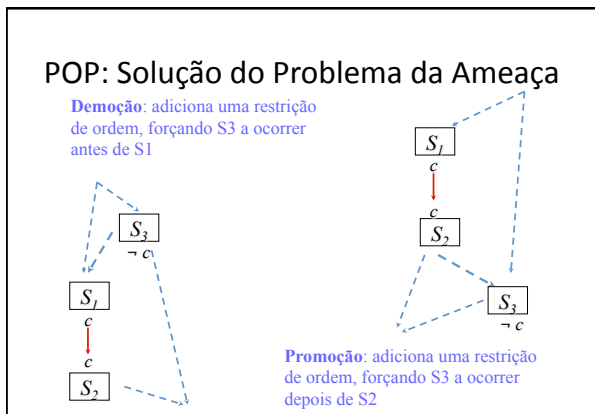 POP: Solução do Problema da Ameaça
Demoção: adiciona uma restrição
de ordem, forçando S3 a ocorrer
antes de S1
S3
¬ c
S1
c
c
S2
S1
c
c
S2
S3
¬ c
Promoção: adiciona uma restrição
de ordem, forçando S3 a ocorrer
depois de S2